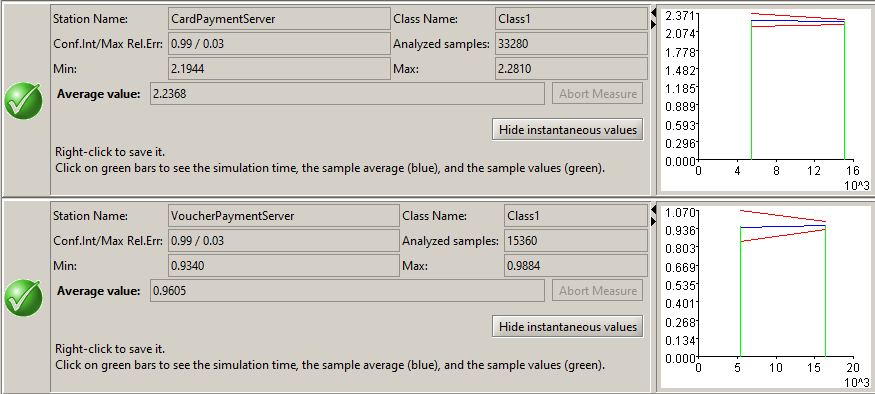 Station Name: CardPaymentServer Class Name: Class1
Conf.Int/Max Rel.Err: 0.99 / 0.03 Analyzed samples: 33280
Min: 2.1944 Max: 2.2810
Average value: 2.2368 Abort Measure
Hide instantaneous values
Right-click to save it.
Click on green bars to see the simulation time, the sample average (blue), and the sample values (green).
2.371
2.074
1.778
1.482
1.185
0.889
0.593
0.296
0.000
0 4 8 12 16
10^3
Station Name: VoucherPaymentServer Class Name: Class1
Conf.Int/Max Rel.Err: 0.99 / 0.03 Analyzed samples: 15360
Min: 0.9340 Max: 0.9884
Average value: 0.9605 Abort Measure
Hide instantaneous values
Right-click to save it.
Click on green bars to see the simulation time, the sample average (blue), and the sample values (green).
1.070
0.936
0.803
0.669
0.535
0.401
0.268
0.134
0.000
0 5 10 15 20
10^3